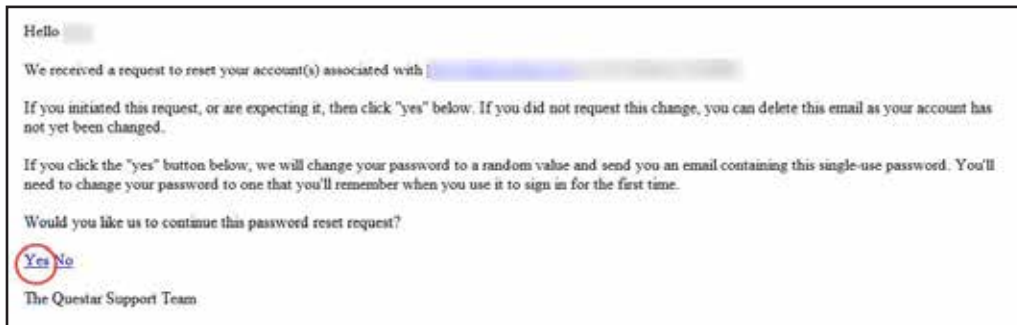 Hello
We received a request to reset your account(s) associated with
If you initiated this request, or are expecting it, then click "yes" below. If you did not request this change, you can delete this email as your account has
not yet been changed.
If you click the "yes" button below, we will change your password to a random value and send you an email containing this single-use password. You'll
need to change your password to one that you'll remember when you use it to sign in for the first time.
Would you like us to continue this password reset request?
Yes No
The Questar Support Team